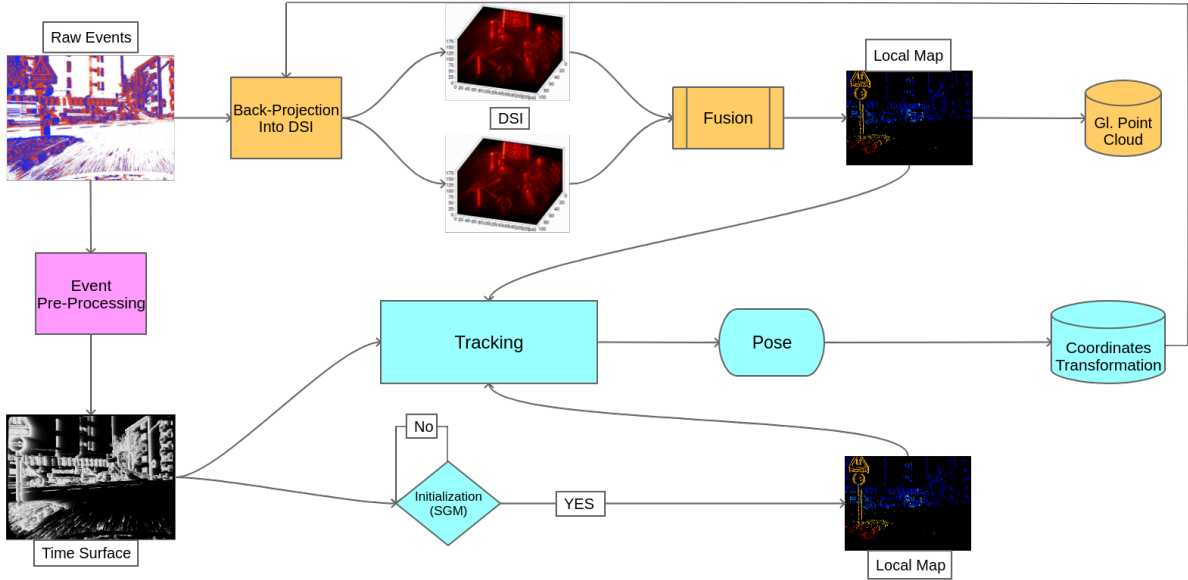 Raw Events
Local Map
Back-Projection
Into DSI
DSI
Fusion
Gl. Point
Cloud
Event
Pre-Processing
Tracking
Pose
Coordinates
Transformation
No
Initialization
(SGM)
YES
Time Surface
Local Map